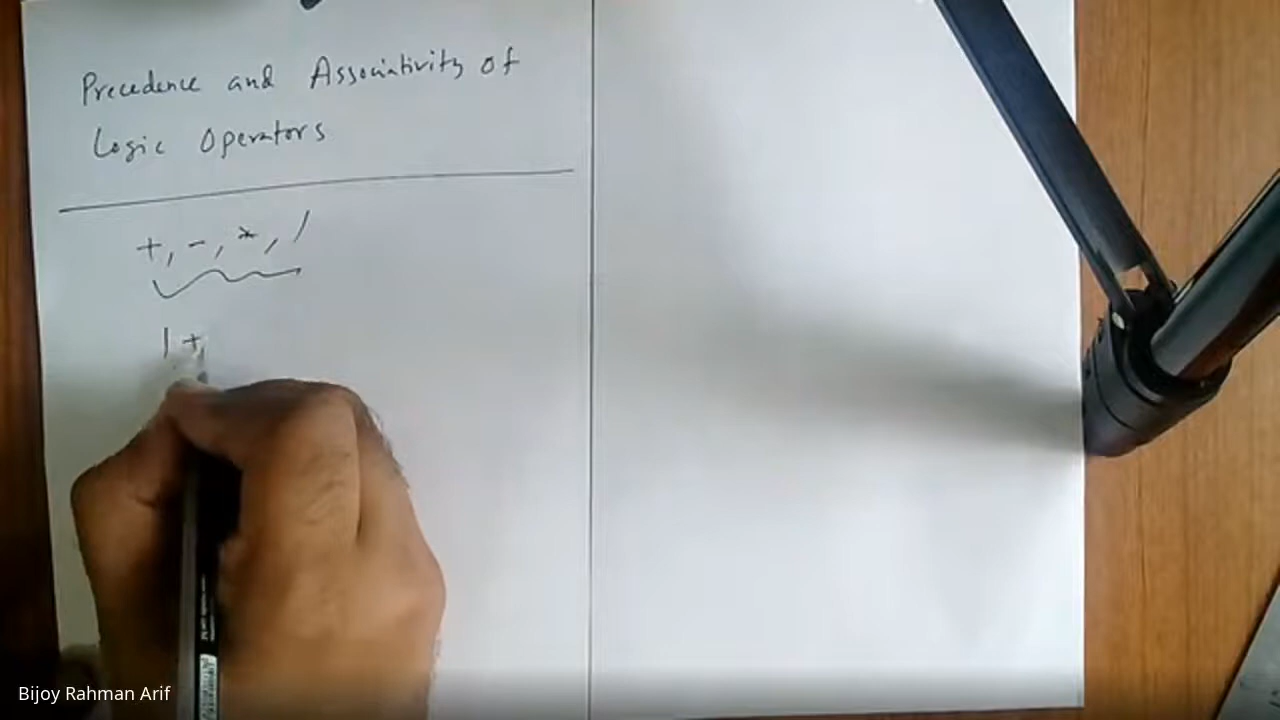 Precedence and Associativity of
Logic Operators
+, -, *, /
1 +
Bijoy Rahman Arif